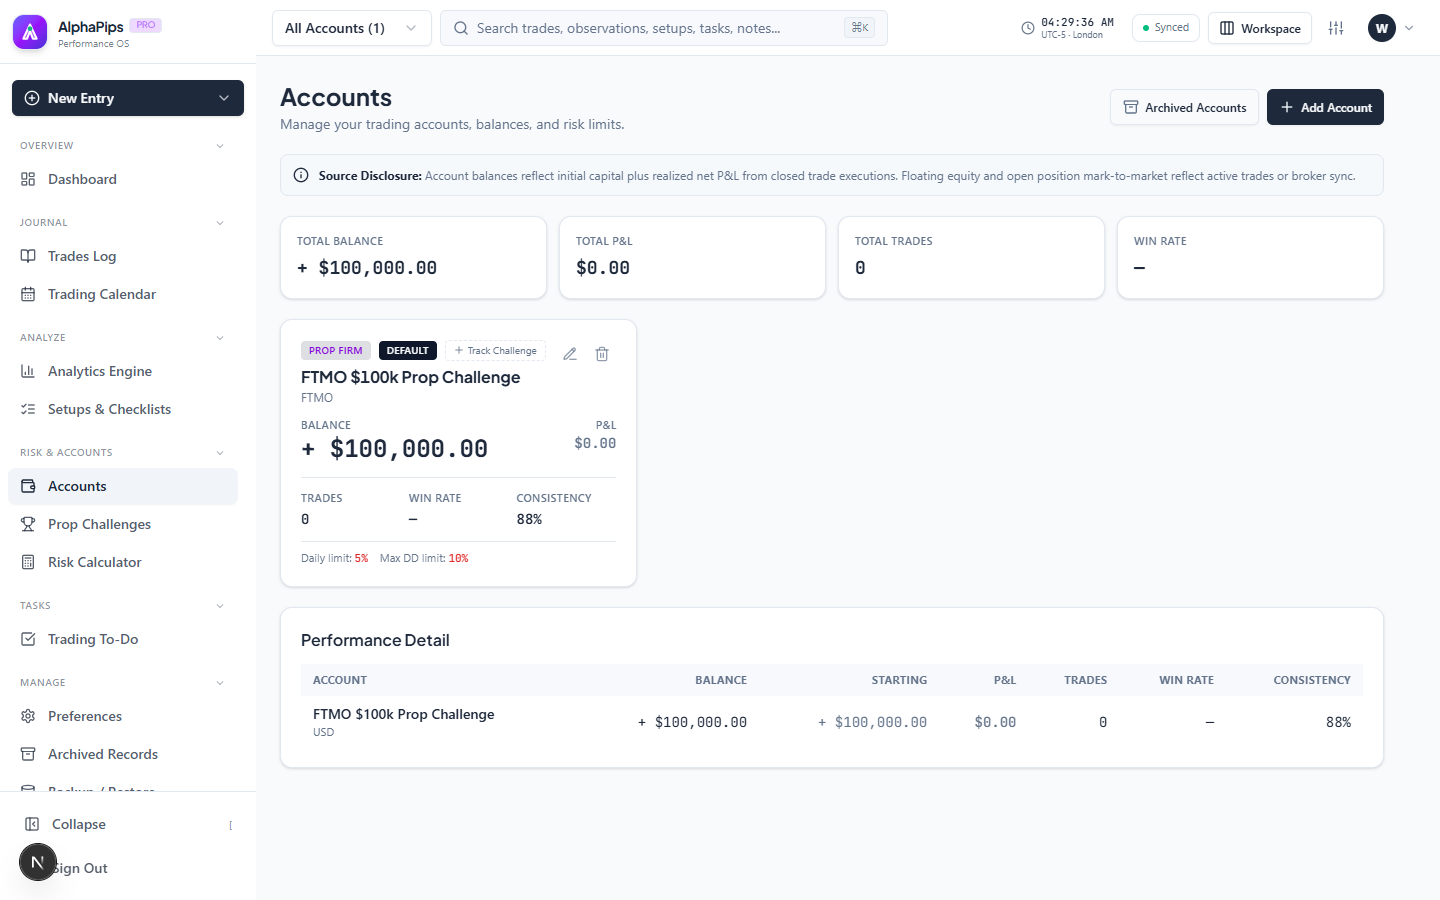 AlphaPips PRO
Performance OS
All Accounts (1)
Search trades, observations, setups, tasks, notes...
⌘K
04:29:36 AM
UTC-5 · London
Synced
Workspace
W
New Entry
OVERVIEW
Dashboard
JOURNAL
Trades Log
Trading Calendar
ANALYZE
Analytics Engine
Setups & Checklists
RISK & ACCOUNTS
Accounts
Prop Challenges
Risk Calculator
TASKS
Trading To-Do
MANAGE
Preferences
Archived Records
Backup / Restore
Collapse [
N
Sign Out
Accounts
Manage your trading accounts, balances, and risk limits.
Archived Accounts
Add Account
Source Disclosure: Account balances reflect initial capital plus realized net P&L from closed trade executions. Floating equity and open position mark-to-market reflect active trades or broker sync.
TOTAL BALANCE
+ $100,000.00
TOTAL P&L
$0.00
TOTAL TRADES
0
WIN RATE
—
PROP FIRM DEFAULT + Track Challenge
FTMO $100k Prop Challenge
FTMO
BALANCE P&L
+ $100,000.00 $0.00
TRADES WIN RATE CONSISTENCY
0 — 88%
Daily limit: 5% Max DD limit: 10%
Performance Detail
ACCOUNT BALANCE STARTING P&L TRADES WIN RATE CONSISTENCY
FTMO $100k Prop Challenge + $100,000.00 + $100,000.00 $0.00 0 — 88%
USD